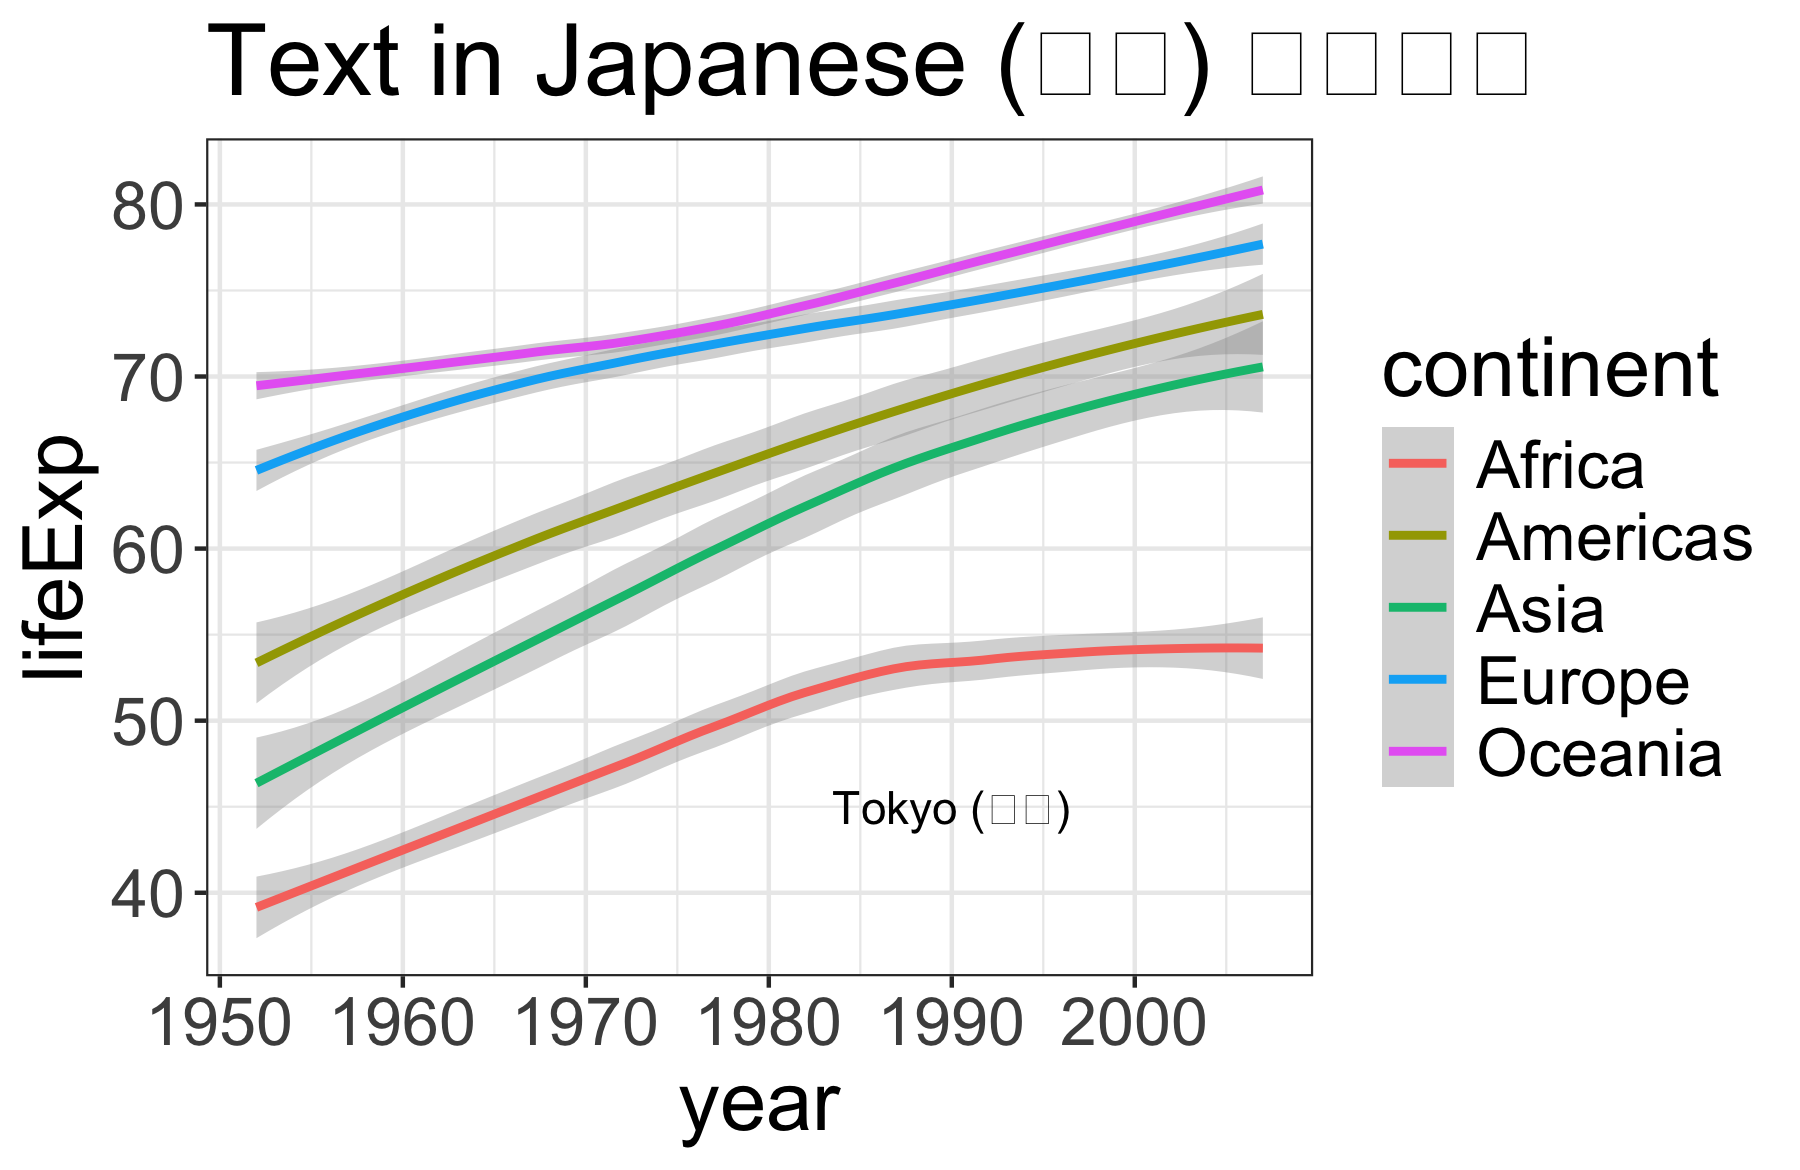 Text in Japanese (□□) □□□□
lifeExp
80
70
60
50
40
Tokyo (□□)
1950 1960 1970 1980 1990 2000
year
continent
Africa
Americas
Asia
Europe
Oceania